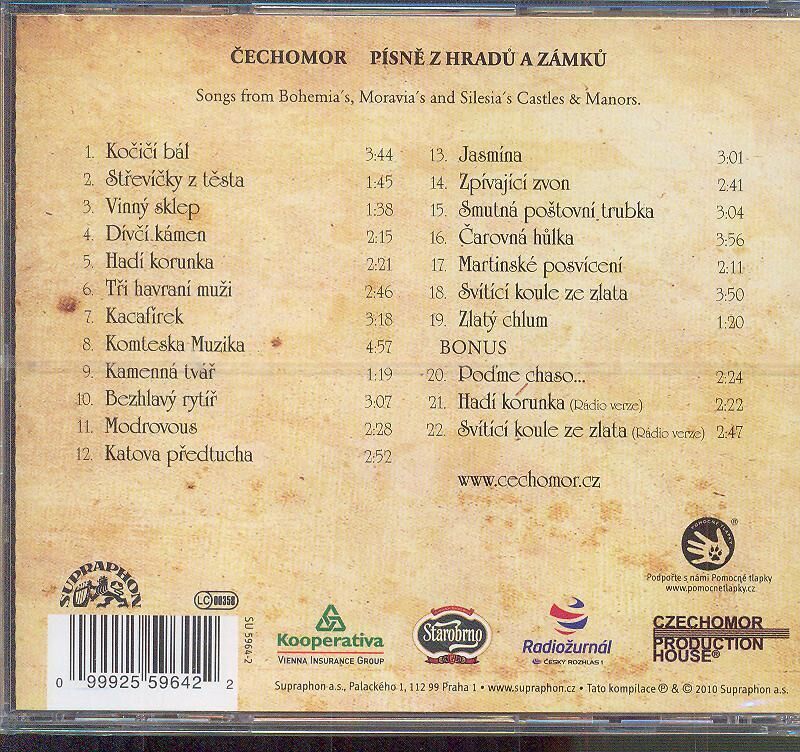 ČECHOMOR PÍSNĚ Z HRADŮ A ZÁMKŮ
Songs from Bohemia´s, Moravia´s and Silesia´s Castles & Manors.
1. Kočičí bál 3:44
2. Střevíčky z těsta 1:45
3. Vinný sklep 1:38
4. Dívčí kámen 2:15
5. Hadí korunka 2:21
6. Tři havraní muži 2:46
7. Kacafírek 3:18
8. Komteska Muzika 4:57
9. Kamenná tvář 1:19
10. Bezhlavý rytíř 3:07
11. Modrovous 2:28
12. Katova předtucha 2:52
13. Jasmína 3:01
14. Zpívající zvon 2:41
15. Smutná poštovní trubka 3:04
16. Čarovná hůlka 3:56
17. Martinské posvícení 2:11
18. Svítící koule ze zlata 3:50
19. Zlatý chlum 1:20
BONUS
20. Poďme chaso... 2:24
21. Hadí korunka (Rádio verze) 2:22
22. Svítící koule ze zlata (Rádio verze) 2:47
www.cechomor.cz
POMOCNÉ TLAPKY ®
Podpořte s námi Pomocné tlapky
www.pomocnetlapky.cz
SUPRAPHON
LC 00358
SU 5964-2
0 99925 59642 2
Kooperativa
VIENNA INSURANCE GROUP
Starobrno
Radiožurnál
ČESKÝ ROZHLAS 1
CZECHOMOR
PRODUCTION
HOUSE®
Supraphon a.s., Palackého 1, 112 99 Praha 1 • www.supraphon.cz • Tato kompilace ℗ & © 2010 Supraphon a.s.